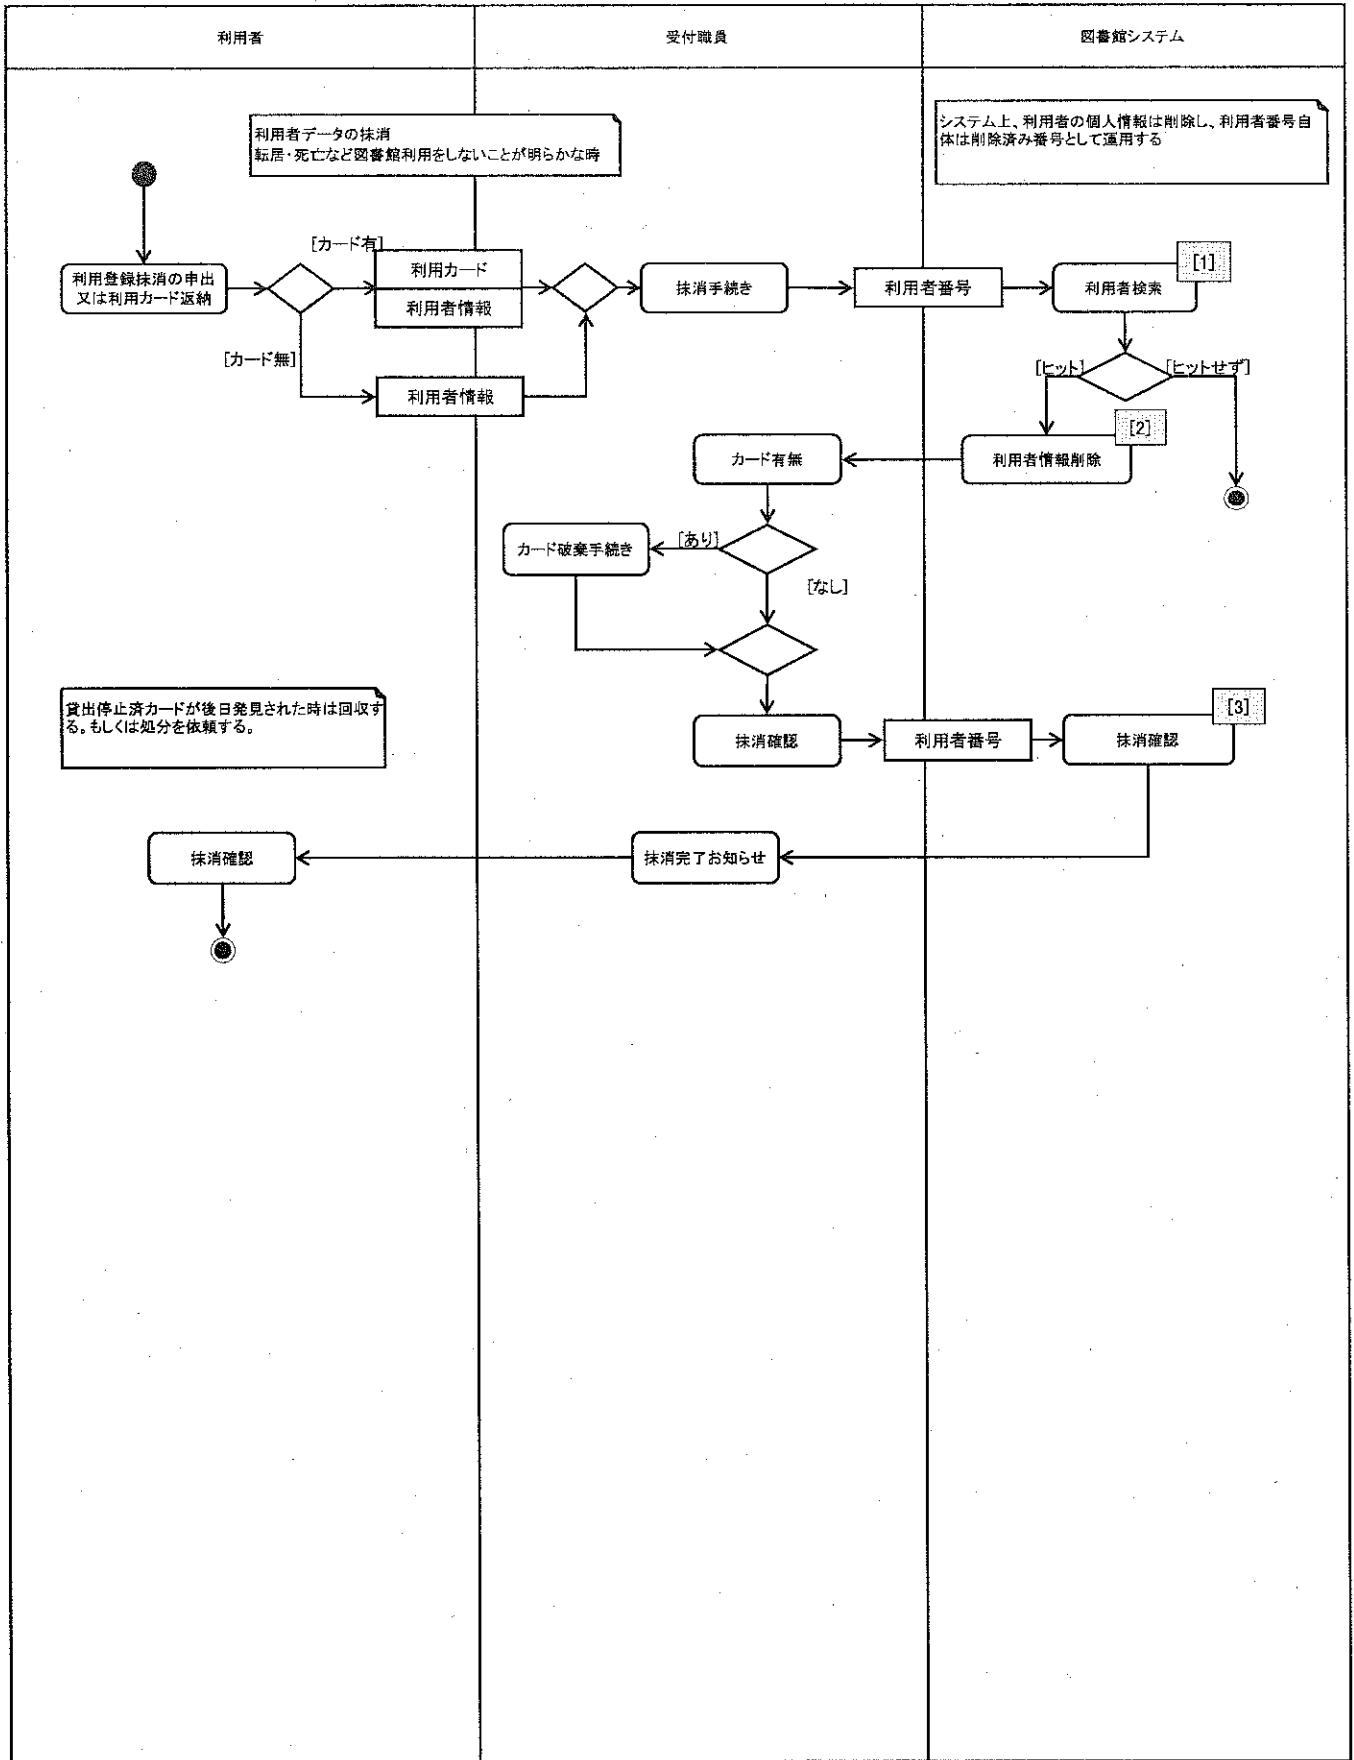 利用者
受付職員
図書館システム
利用者データの抹消
転居・死亡など図書館利用をしないことが明らかな時
システム上、利用者の個人情報は削除し、利用者番号自
体は削除済み番号として運用する
[カード有]
利用登録抹消の申出
又は利用カード返納
利用カード
利用者情報
抹消手続き
利用者番号
利用者検索
[1]
[カード無]
利用者情報
[ヒット]
[ヒットせず]
カード有無
利用者情報削除
[2]
カード破棄手続き
[あり]
[なし]
貸出停止済カードが後日発見された時は回収す
る。もしくは処分を依頼する。
抹消確認
利用者番号
抹消確認
[3]
抹消確認
抹消完了お知らせ